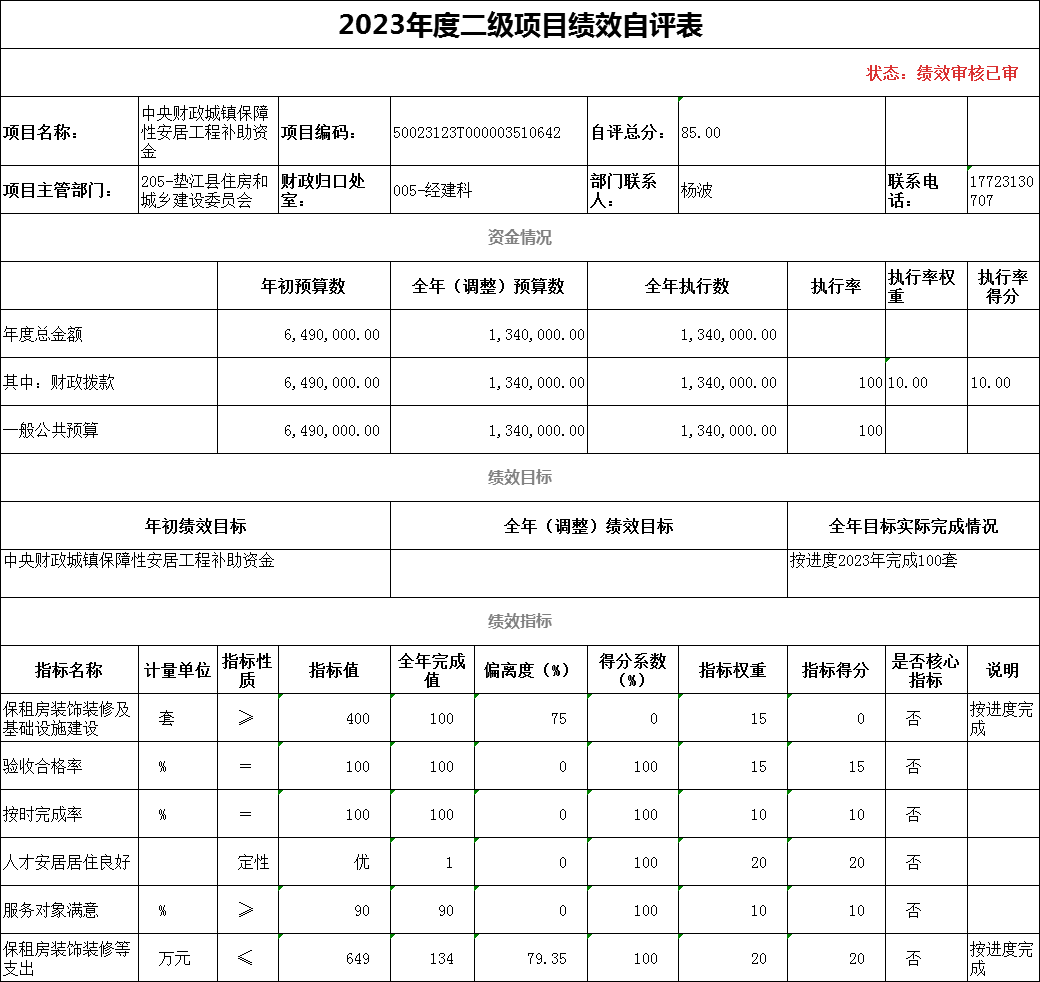 2023年度二级项目绩效自评表
状态：绩效审核已审
项目名称： 中央财政城镇保障性安居工程补助资金 项目编码： 50023123T000003510642 自评总分： 85.00
项目主管部门： 205-垫江县住房和城乡建设委员会 财政归口处室： 005-经建科 部门联系人： 杨波 联系电话： 17723130707
资金情况
年初预算数 全年（调整）预算数 全年执行数 执行率 执行率权重 执行率得分
年度总金额 6,490,000.00 1,340,000.00 1,340,000.00
其中：财政拨款 6,490,000.00 1,340,000.00 1,340,000.00 100 10.00 10.00
一般公共预算 6,490,000.00 1,340,000.00 1,340,000.00 100
绩效目标
年初绩效目标 全年（调整）绩效目标 全年目标实际完成情况
中央财政城镇保障性安居工程补助资金 按进度2023年完成100套
绩效指标
指标名称 计量单位 指标性质 指标值 全年完成值 偏离度（%） 得分系数（%） 指标权重 指标得分 是否核心指标 说明
保租房装饰装修及基础设施建设 套 ≥ 400 100 75 0 15 0 否 按进度完成
验收合格率 % ＝ 100 100 0 100 15 15 否
按时完成率 % ＝ 100 100 0 100 10 10 否
人才安居居住良好 定性 优 1 0 100 20 20 否
服务对象满意 % ≥ 90 90 0 100 10 10 否
保租房装饰装修等支出 万元 ≤ 649 134 79.35 100 20 20 否 按进度完成